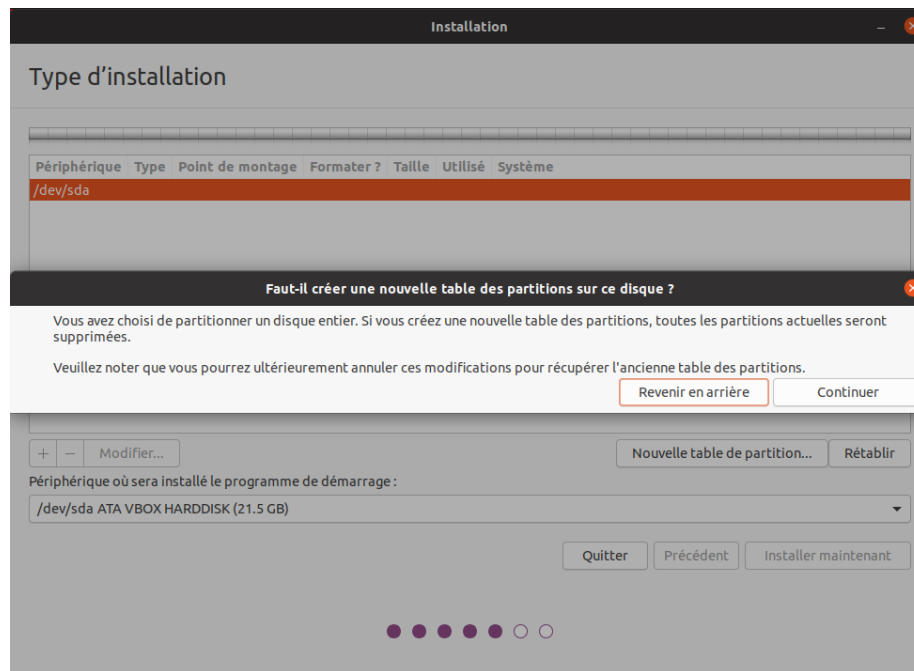 Installation
Type d’installation
Périphérique Type Point de montage Formater ? Taille Utilisé Système
/dev/sda
Faut-il créer une nouvelle table des partitions sur ce disque ?
Vous avez choisi de partitionner un disque entier. Si vous créez une nouvelle table des partitions, toutes les partitions actuelles seront
supprimées.
Veuillez noter que vous pourrez ultérieurement annuler ces modifications pour récupérer l'ancienne table des partitions.
Revenir en arrière Continuer
+ − Modifier... Nouvelle table de partition... Rétablir
Périphérique où sera installé le programme de démarrage :
/dev/sda ATA VBOX HARDDISK (21.5 GB)
Quitter Précédent Installer maintenant